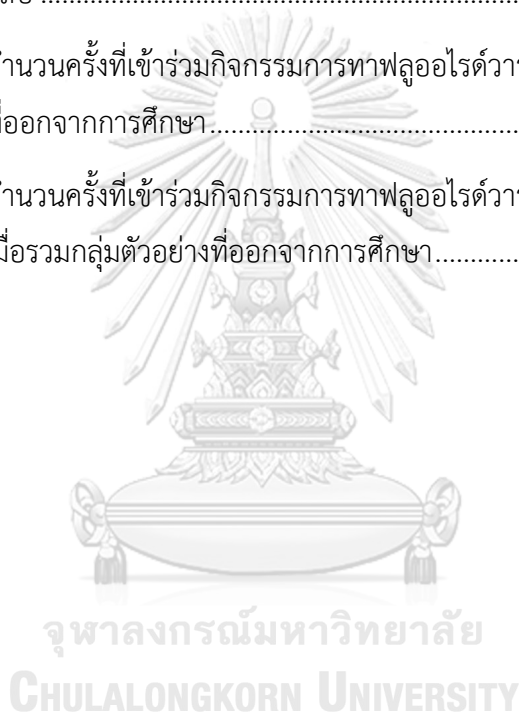 านวนครั้งที่เข้าร่วมกิจกรรมการทาฟลูออไรด์วา
ที่ออกจากการศึกษา.......................................
านวนครั้งที่เข้าร่วมกิจกรรมการทาฟลูออไรด์วา
มื่อรวมกลุ่มตัวอย่างที่ออกจากการศึกษา............
จุฬาลงกรณ์มหาวิทยาลัย
CHULALONGKORN UNIVERSITY